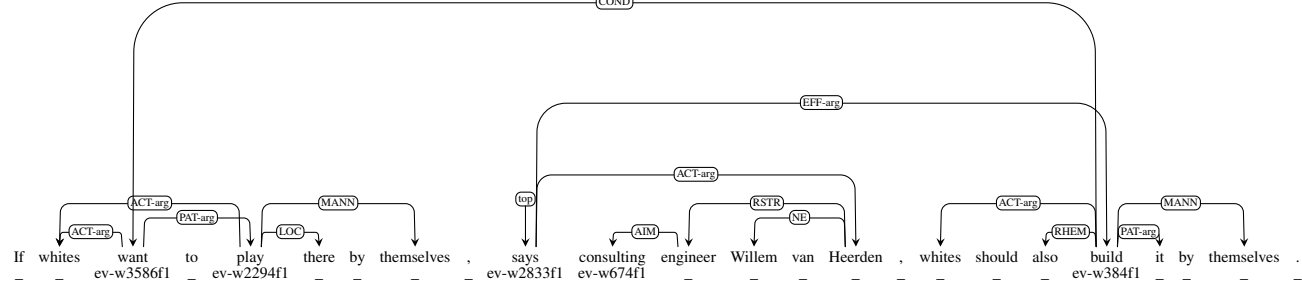 COND
EFF-arg
ACT-arg
top
ACT-arg MANN RSTR ACT-arg MANN
PAT-arg NE
ACT-arg LOC AIM RHEM PAT-arg
If whites want to play there by themselves , says consulting engineer Willem van Heerden , whites should also build it by themselves .
_ _ ev-w3586f1 _ ev-w2294f1 _ _ _ _ ev-w2833f1 ev-w674f1 _ _ _ _ _ _ _ _ ev-w384f1 _ _ _ _